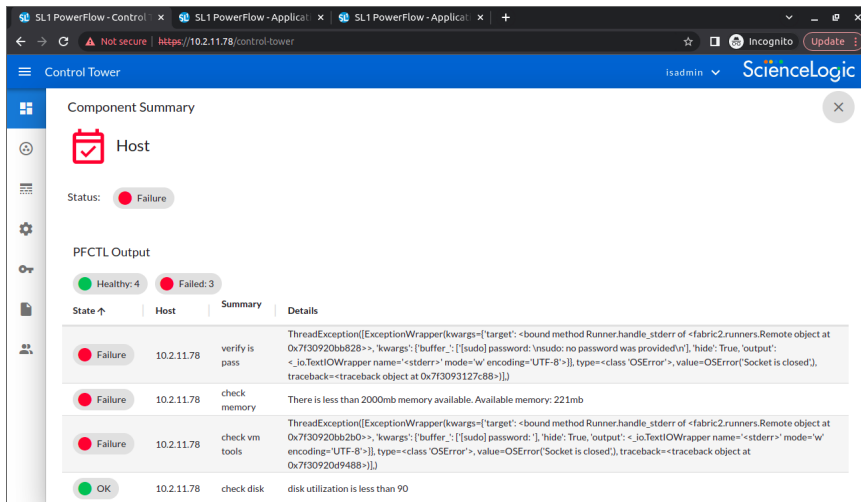 SL1 PowerFlow - Control T
SL1 PowerFlow - Applicati
SL1 PowerFlow - Applicati
Not secure | https://10.2.11.78/control-tower
Incognito
Update
Control Tower
isadmin
ScienceLogic
Component Summary
Host
Status:
Failure
PFCTL Output
Healthy: 4
Failed: 3
State
Host
Summary
Details
Failure
10.2.11.78
verify is
pass
ThreadException([ExceptionWrapper(kwargs={'target': <bound method Runner.handle_stderr of <fabric2.runners.Remote object at
0x7f30920bb828>>, 'kwargs': {'buffer_': ['[sudo] password: \nsudo: no password was provided\n'], 'hide': True, 'output':
<_io.TextIOWrapper name='<stderr>' mode='w' encoding='UTF-8'>}}, type=<class 'OSError'>, value=OSError('Socket is closed',),
traceback=<traceback object at 0x7f3093127c88>)],)
Failure
10.2.11.78
check
memory
There is less than 2000mb memory available. Available memory: 221mb
Failure
10.2.11.78
check vm
tools
ThreadException([ExceptionWrapper(kwargs={'target': <bound method Runner.handle_stderr of <fabric2.runners.Remote object at
0x7f30920bb2b0>>, 'kwargs': {'buffer_': ['[sudo] password: '], 'hide': True, 'output': <_io.TextIOWrapper name='<stderr>' mode='w'
encoding='UTF-8'>}}, type=<class 'OSError'>, value=OSError('Socket is closed',), traceback=<traceback object at
0x7f30920d9488>)],)
OK
10.2.11.78
check disk
disk utilization is less than 90